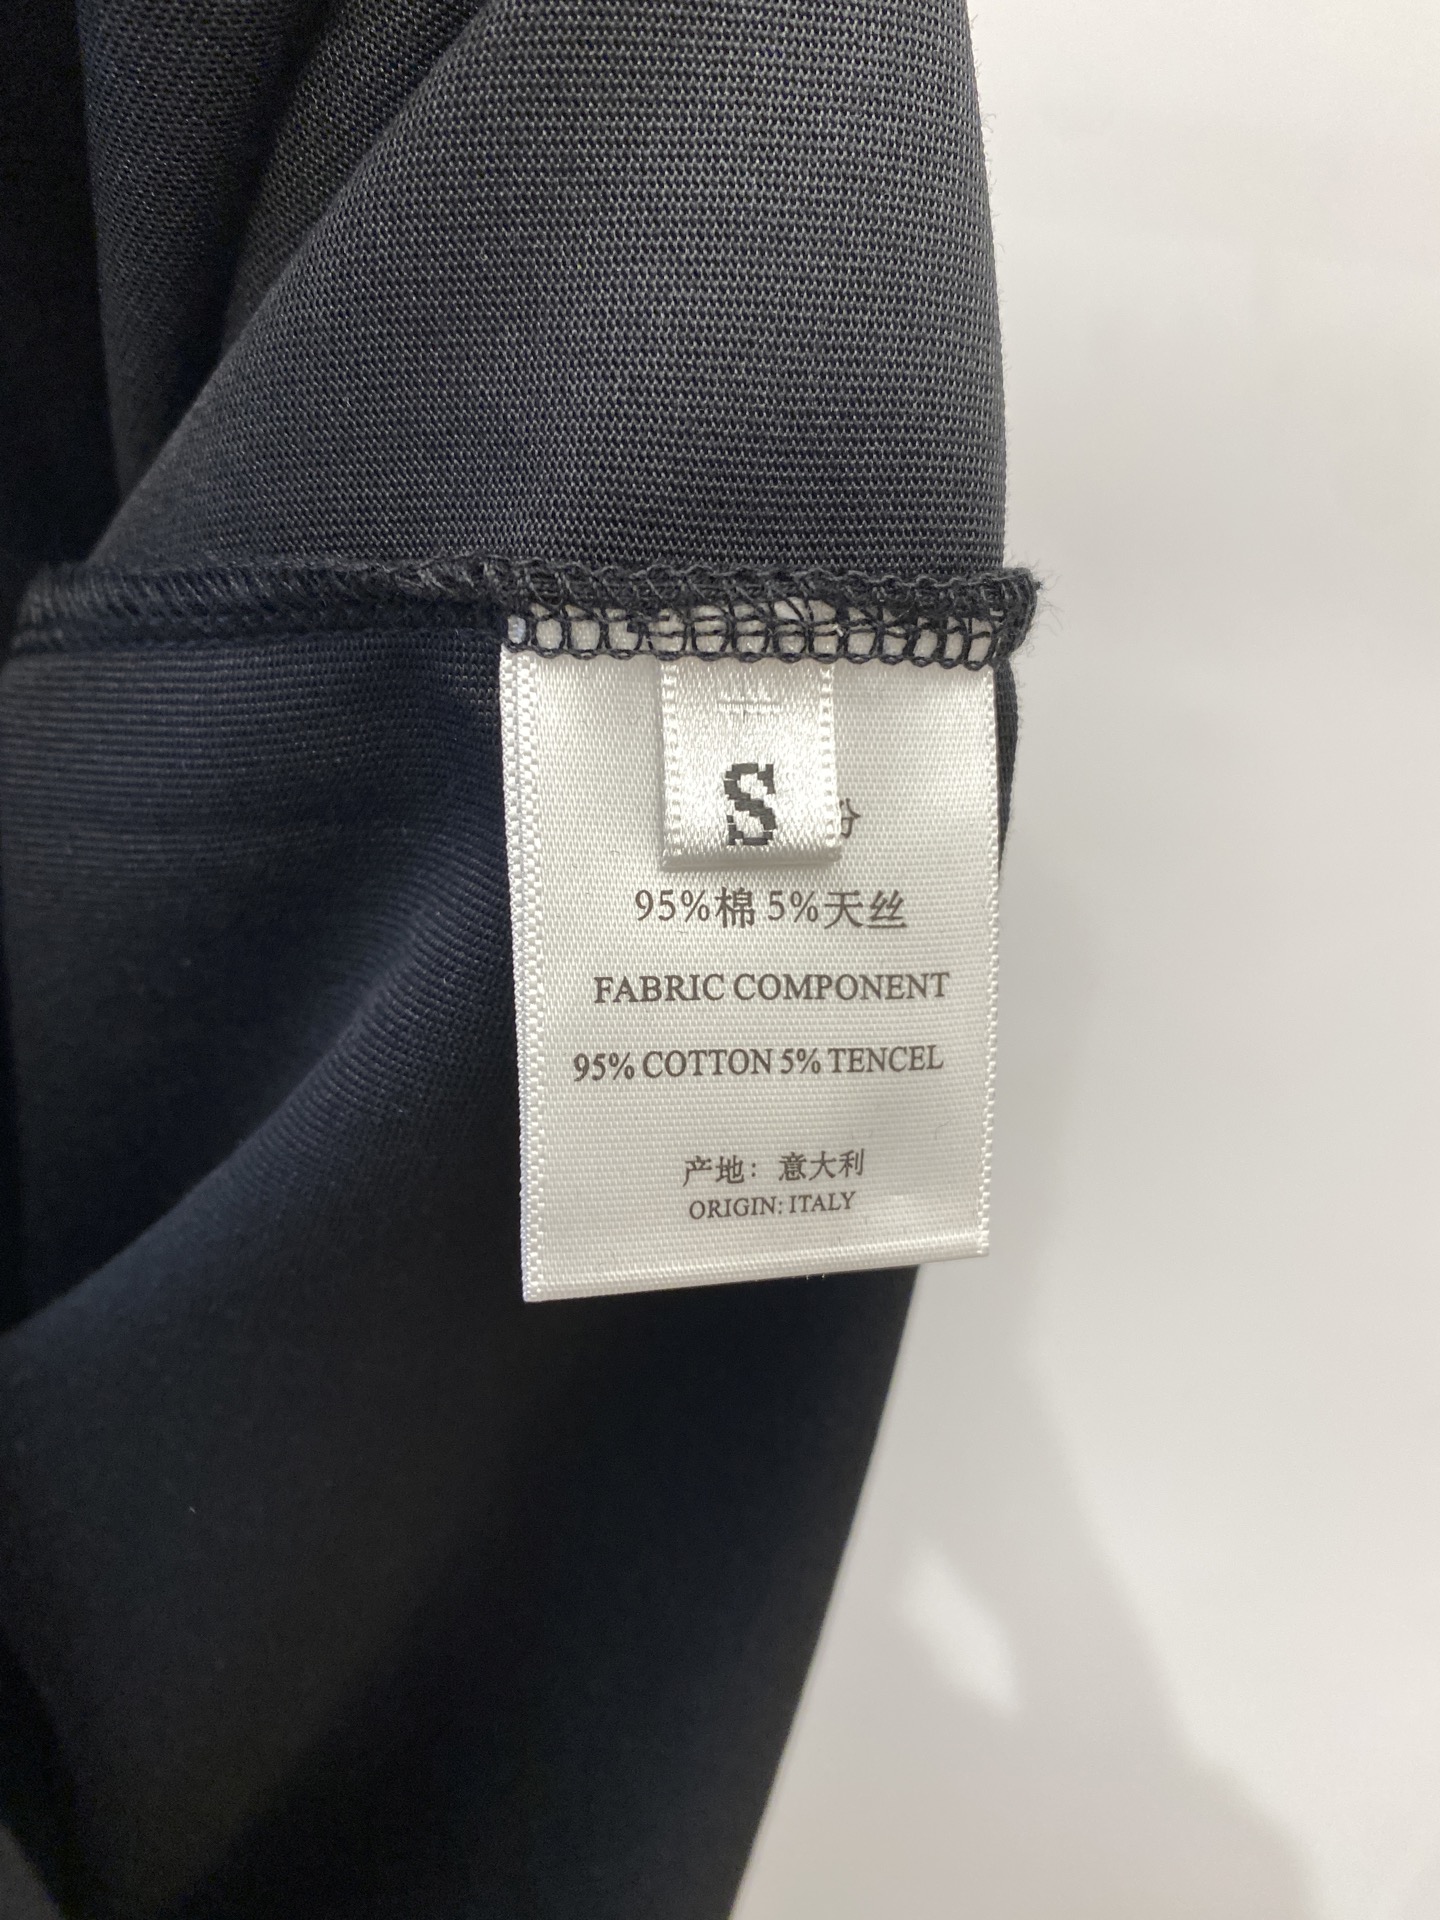 S
95%棉 5%天丝
FABRIC COMPONENT
95% COTTON 5% TENCEL
产地：意大利
ORIGIN: ITALY